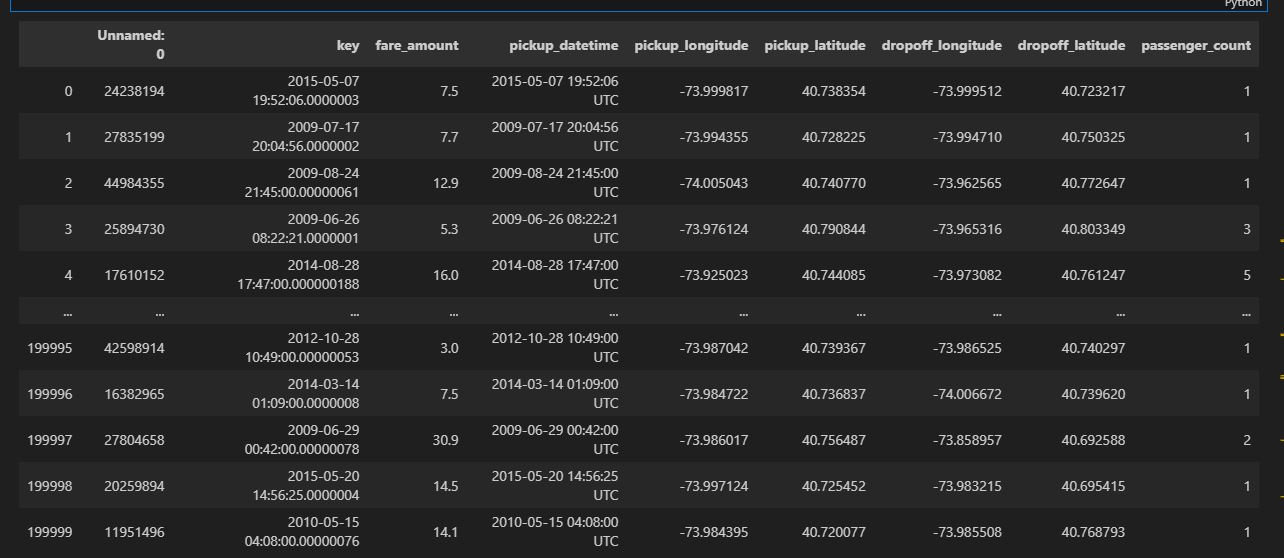 Python
Unnamed: 0 key fare_amount pickup_datetime pickup_longitude pickup_latitude dropoff_longitude dropoff_latitude passenger_count
0 24238194 2015-05-07 19:52:06.0000003 7.5 2015-05-07 19:52:06 UTC -73.999817 40.738354 -73.999512 40.723217 1
1 27835199 2009-07-17 20:04:56.0000002 7.7 2009-07-17 20:04:56 UTC -73.994355 40.728225 -73.994710 40.750325 1
2 44984355 2009-08-24 21:45:00.00000061 12.9 2009-08-24 21:45:00 UTC -74.005043 40.740770 -73.962565 40.772647 1
3 25894730 2009-06-26 08:22:21.0000001 5.3 2009-06-26 08:22:21 UTC -73.976124 40.790844 -73.965316 40.803349 3
4 17610152 2014-08-28 17:47:00.000000188 16.0 2014-08-28 17:47:00 UTC -73.925023 40.744085 -73.973082 40.761247 5
... ... ... ... ... ... ... ... ... ...
199995 42598914 2012-10-28 10:49:00.00000053 3.0 2012-10-28 10:49:00 UTC -73.987042 40.739367 -73.986525 40.740297 1
199996 16382965 2014-03-14 01:09:00.0000008 7.5 2014-03-14 01:09:00 UTC -73.984722 40.736837 -74.006672 40.739620 1
199997 27804658 2009-06-29 00:42:00.00000078 30.9 2009-06-29 00:42:00 UTC -73.986017 40.756487 -73.858957 40.692588 2
199998 20259894 2015-05-20 14:56:25.0000004 14.5 2015-05-20 14:56:25 UTC -73.997124 40.725452 -73.983215 40.695415 1
199999 11951496 2010-05-15 04:08:00.00000076 14.1 2010-05-15 04:08:00 UTC -73.984395 40.720077 -73.985508 40.768793 1